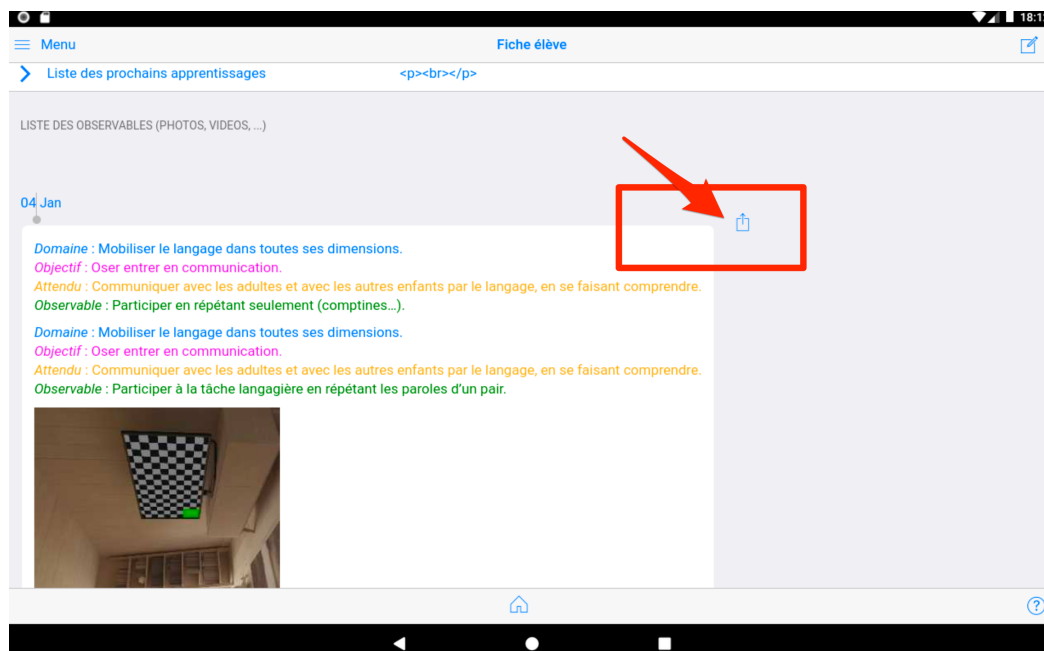 18:1
Menu
Fiche élève
Liste des prochains apprentissages
<p><br></p>
LISTE DES OBSERVABLES (PHOTOS, VIDEOS, ...)
04 Jan
Domaine : Mobiliser le langage dans toutes ses dimensions.
Objectif : Oser entrer en communication.
Attendu : Communiquer avec les adultes et avec les autres enfants par le langage, en se faisant comprendre.
Observable : Participer en répétant seulement (comptines…).
Domaine : Mobiliser le langage dans toutes ses dimensions.
Objectif : Oser entrer en communication.
Attendu : Communiquer avec les adultes et avec les autres enfants par le langage, en se faisant comprendre.
Observable : Participer à la tâche langagière en répétant les paroles d’un pair.
?